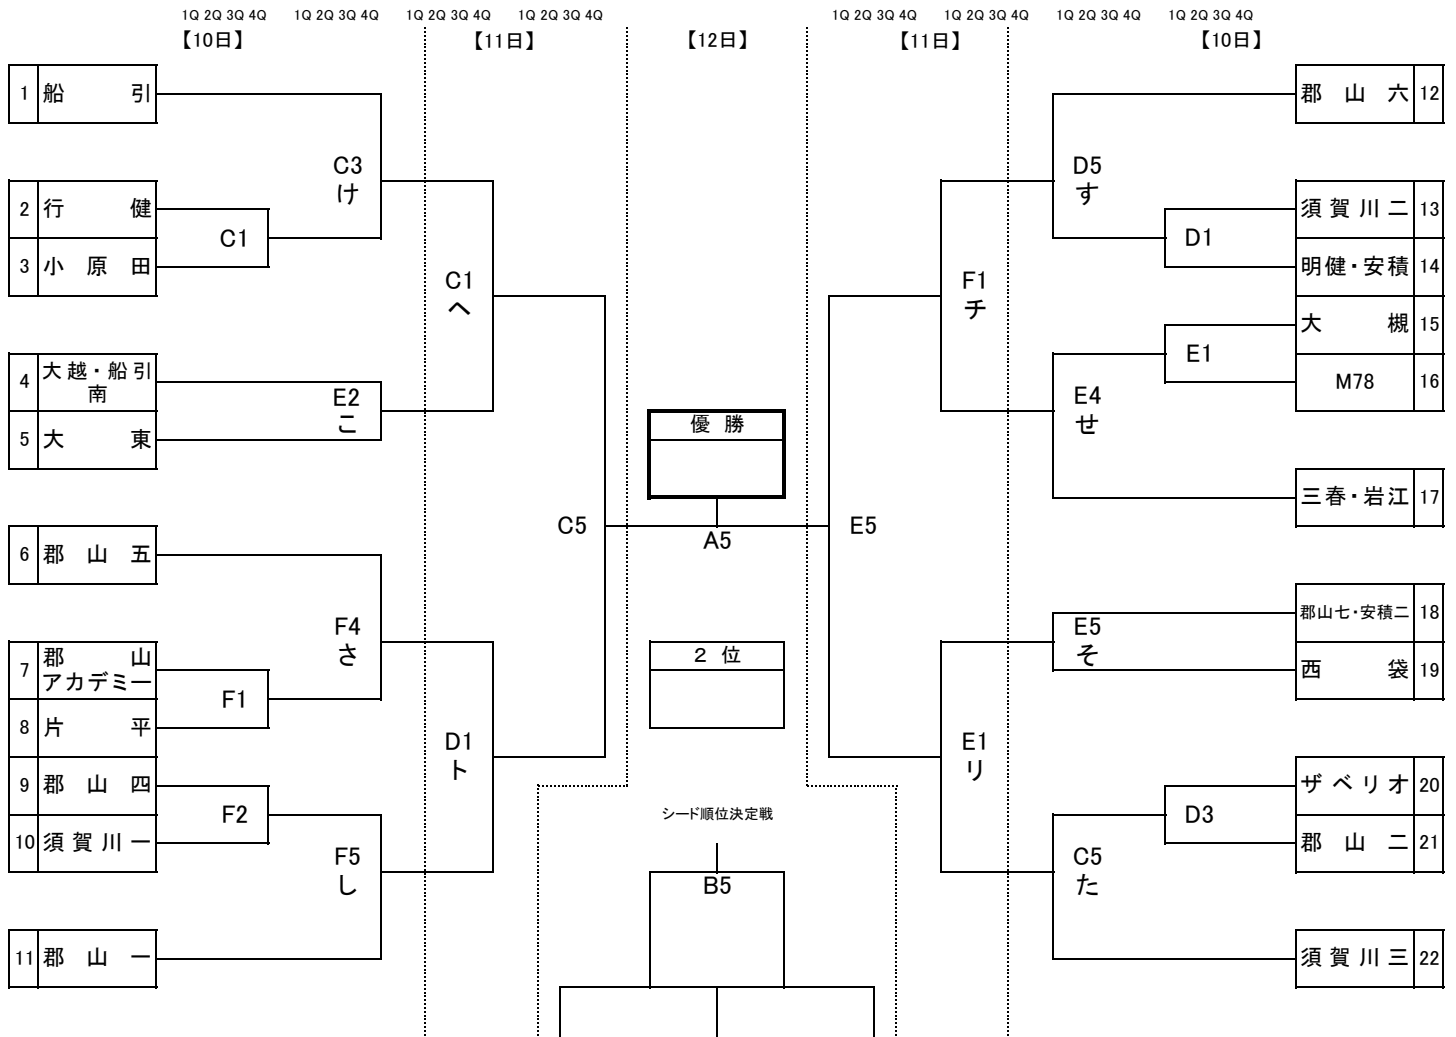 1Q 2Q 3Q 4Q 1Q 2Q 3Q 4Q 1Q 2Q 3Q 4Q 1Q 2Q 3Q 4Q 1Q 2Q 3Q 4Q 1Q 2Q 3Q 4Q 1Q 2Q 3Q 4Q 1Q 2Q 3Q 4Q
【10日】 【11日】 【12日】 【11日】 【10日】
1 船引
C3
け
2 行健
C1
3 小原田
C1
へ
4 大越・船引
南
E2
こ
5 大東
C5
6 郡山五
F4
さ
7 郡山
アカデミー
F1
8 片平
D1
ト
9 郡山四
F2
10 須賀川一
F5
し
11 郡山一
優勝
A5
2位
シード順位決定戦
B5
郡山六 12
D5
す
須賀川二 13
D1
明健・安積 14
F1
チ
大槻 15
E1
M78 16
E4
せ
三春・岩江 17
E5
郡山七・安積二 18
E5
そ
西袋 19
E1
リ
ザベリオ 20
D3
郡山二 21
C5
た
須賀川三 22